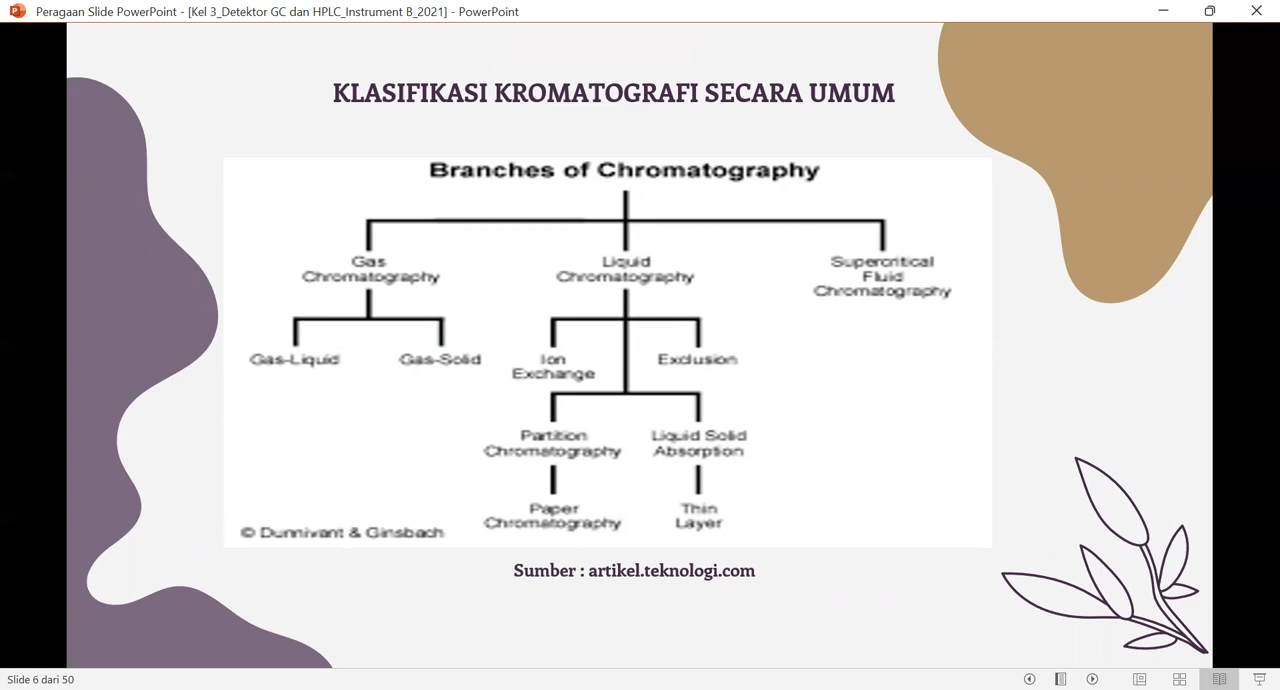 Peragaan Slide PowerPoint - [Kel 3_Detektor GC dan HPLC_Instrument B_2021] - PowerPoint
KLASIFIKASI KROMATOGRAFI SECARA UMUM
Branches of Chromatography
Gas
Chromatography
Liquid
Chromatography
Supercritical
Fluid
Chromatography
Gas-Liquid
Gas-Solid
Ion
Exchange
Exclusion
Partition
Chromatography
Liquid Solid
Absorption
Paper
Chromatography
Thin
Layer
© Dunnivant & Ginsbach
Sumber : artikel.teknologi.com
Slide 6 dari 50